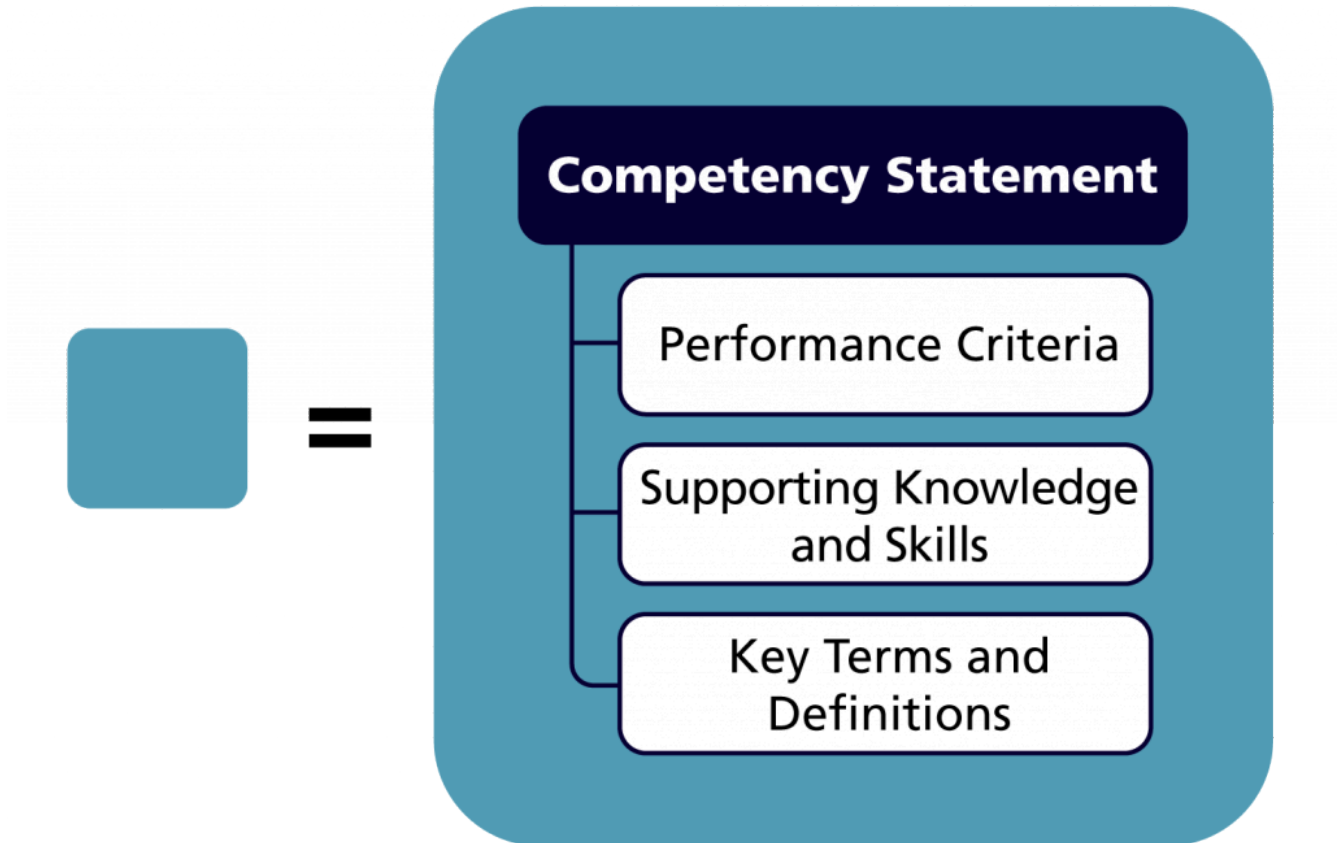 Competency Statement
Performance Criteria
=
Supporting Knowledge
and Skills
Key Terms and
Definitions